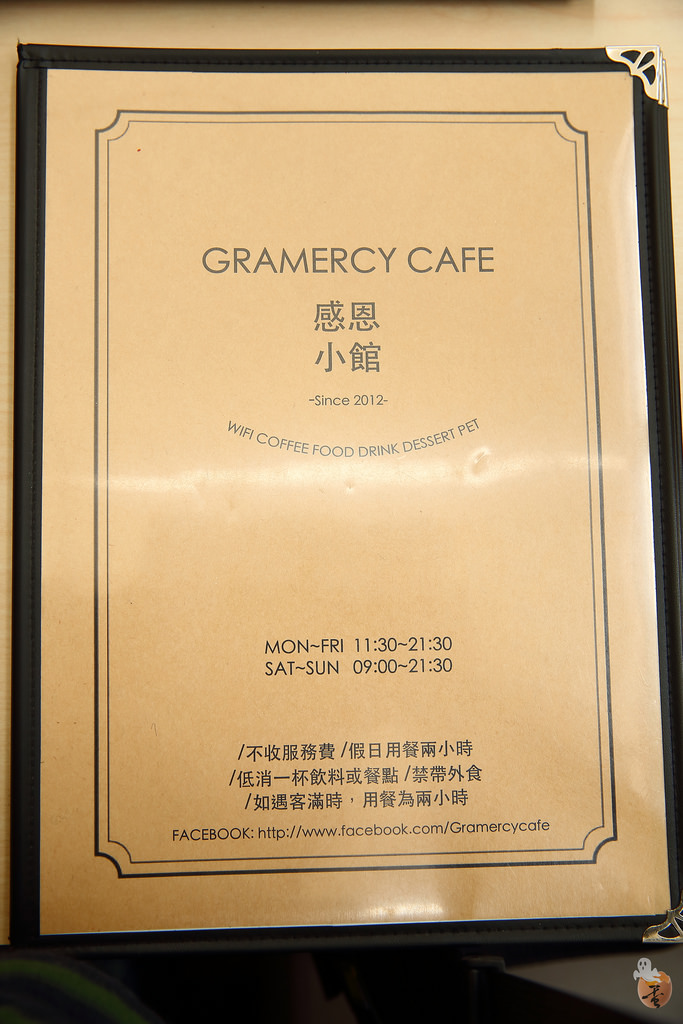 GRAMERCY CAFE
感恩
小館
-Since 2012-
WIFI COFFEE FOOD DRINK DESSERT PET
MON~FRI 11:30~21:30
SAT~SUN 09:00~21:30
/不收服務費 /假日用餐兩小時
/低消一杯飲料或餐點 /禁帶外食
/如遇客滿時，用餐為兩小時
FACEBOOK: http://www.facebook.com/Gramercycafe